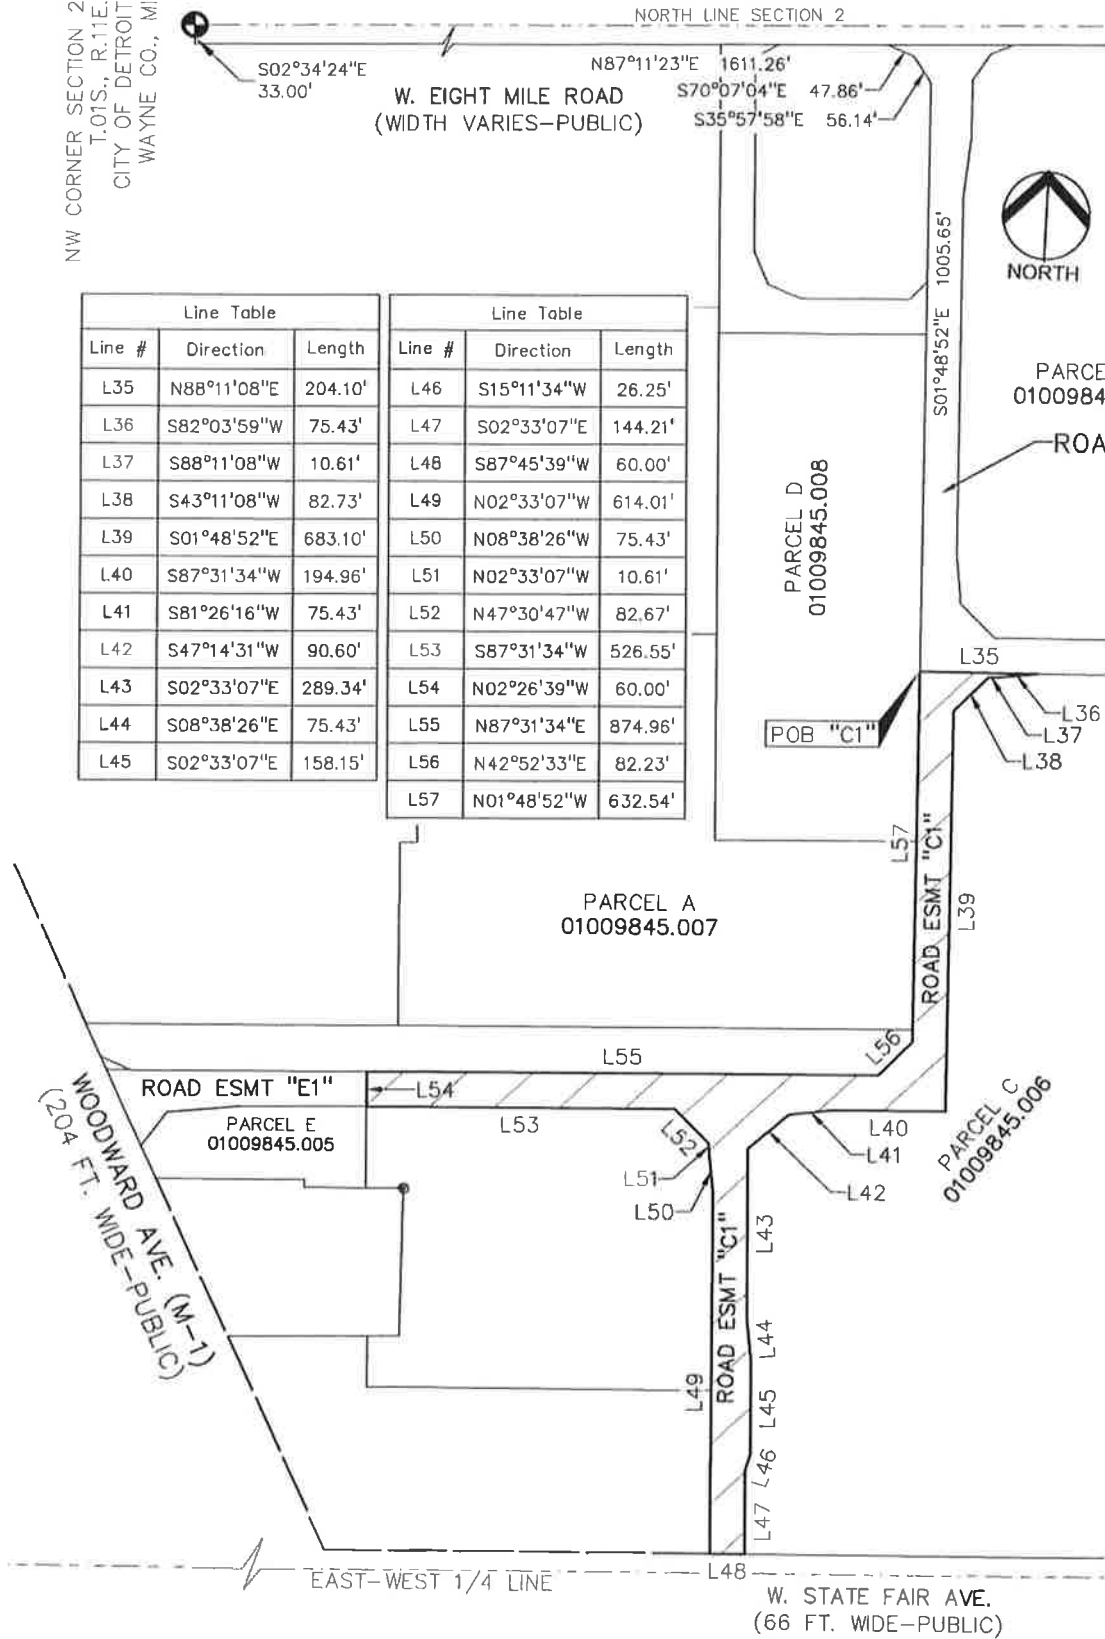 NW CORNER SECTION 2
T.01S., R.11E.
CITY OF DETROIT
WAYNE CO., MI
NORTH LINE SECTION 2
S02°34'24"E
33.00'
W. EIGHT MILE ROAD
(WIDTH VARIES-PUBLIC)
N87°11'23"E 1611.26'
S70°07'04"E 47.86'
S35°57'58"E 56.14'
NORTH
S01°48'52"E 1005.65'
PARCE
0100984
ROA
Line Table
Line # Direction Length
L35 N88°11'08"E 204.10'
L36 S82°03'59"W 75.43'
L37 S88°11'08"W 10.61'
L38 S43°11'08"W 82.73'
L39 S01°48'52"E 683.10'
L40 S87°31'34"W 194.96'
L41 S81°26'16"W 75.43'
L42 S47°14'31"W 90.60'
L43 S02°33'07"E 289.34'
L44 S08°38'26"E 75.43'
L45 S02°33'07"E 158.15'
Line Table
Line # Direction Length
L46 S15°11'34"W 26.25'
L47 S02°33'07"E 144.21'
L48 S87°45'39"W 60.00'
L49 N02°33'07"W 614.01'
L50 N08°38'26"W 75.43'
L51 N02°33'07"W 10.61'
L52 N47°30'47"W 82.67'
L53 S87°31'34"W 526.55'
L54 N02°26'39"W 60.00'
L55 N87°31'34"E 874.96'
L56 N42°52'33"E 82.23'
L57 N01°48'52"W 632.54'
PARCEL D
01009845.008
L35
L36
L37
L38
POB "C1"
L57
ROAD ESMT "C1"
L39
PARCEL A
01009845.007
L56
L55
ROAD ESMT "E1"
L54
PARCEL E
01009845.005
L53
L52
L40
L41
L42
L51
L50
PARCEL C
01009845.006
WOODWARD AVE. (M-1)
(204 FT. WIDE-PUBLIC)
L43
ROAD ESMT "C1"
L44
L49
L45
L46
L47
L48
EAST-WEST 1/4 LINE
W. STATE FAIR AVE.
(66 FT. WIDE-PUBLIC)